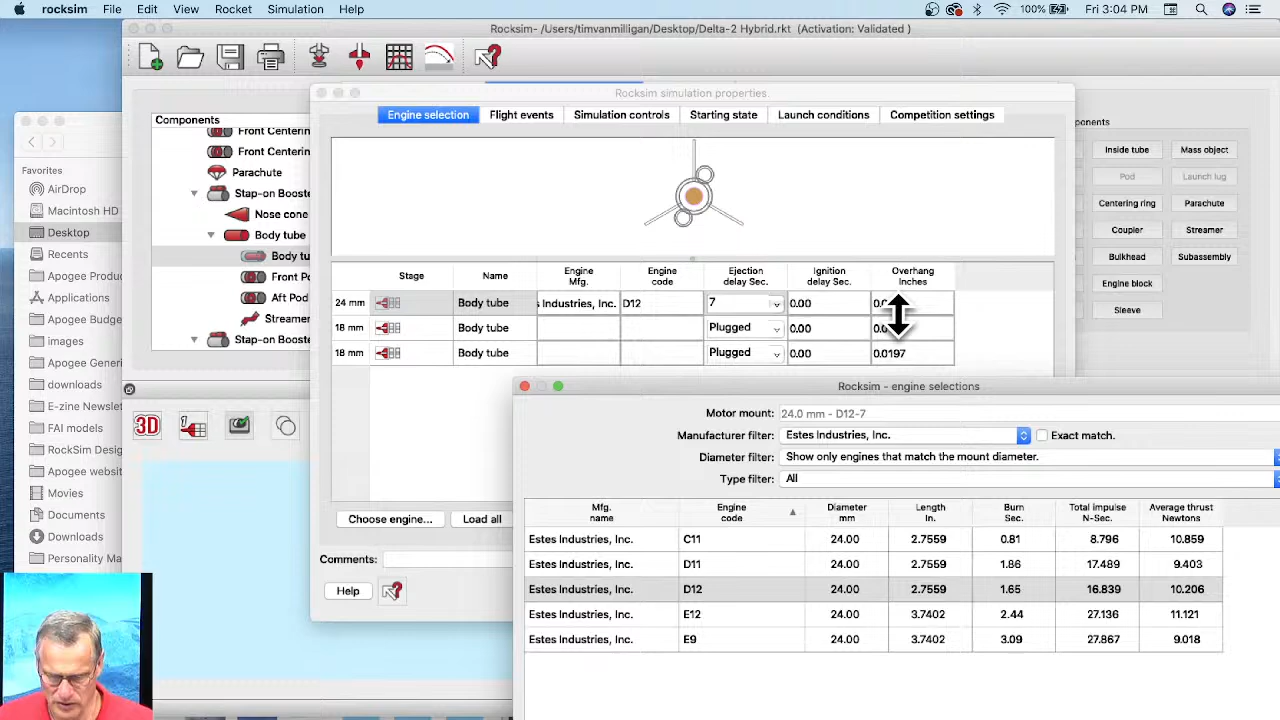 rocksim File Edit View Rocket Simulation Help 100% Fri 3:04 PM
Rocksim- /Users/timvanmilligan/Desktop/Delta-2 Hybrid.rkt (Activation: Validated )
Rocksim simulation properties.
Engine selection Flight events Simulation controls Starting state Launch conditions Competition settings
Components
Front Centerin
Front Centerin
Parachute
Stap-on Booste
Nose cone
Body tube
Body tu
Front Po
Aft Pod
Streamer
Stap-on Booste
Favorites
AirDrop
Macintosh HD
Desktop
Recents
Apogee Produ
Applications
Apogee Budge
images
Apogee Generi
downloads
E-zine Newslet
FAI models
RockSim Desig
Apogee websit
Movies
Documents
Downloads
Personality Ma
3D
ponents
Inside tube Mass object
Pod Launch lug
Centering ring Parachute
Coupler Streamer
Bulkhead Subassembly
Engine block
Sleeve
Stage Name Engine Mfg. Engine code Ejection delay Sec. Ignition delay Sec. Overhang Inches
24 mm Body tube s Industries, Inc. D12 7 0.00
18 mm Body tube Plugged 0.00
18 mm Body tube Plugged 0.00 0.0197
Choose engine... Load all
Comments:
Help
Rocksim - engine selections
Motor mount: 24.0 mm - D12-7
Manufacturer filter: Estes Industries, Inc. Exact match.
Diameter filter: Show only engines that match the mount diameter.
Type filter: All
Mfg. name Engine code Diameter mm Length In. Burn Sec. Total impulse N-Sec. Average thrust Newtons
Estes Industries, Inc. C11 24.00 2.7559 0.81 8.796 10.859
Estes Industries, Inc. D11 24.00 2.7559 1.86 17.489 9.403
Estes Industries, Inc. D12 24.00 2.7559 1.65 16.839 10.206
Estes Industries, Inc. E12 24.00 3.7402 2.44 27.136 11.121
Estes Industries, Inc. E9 24.00 3.7402 3.09 27.867 9.018